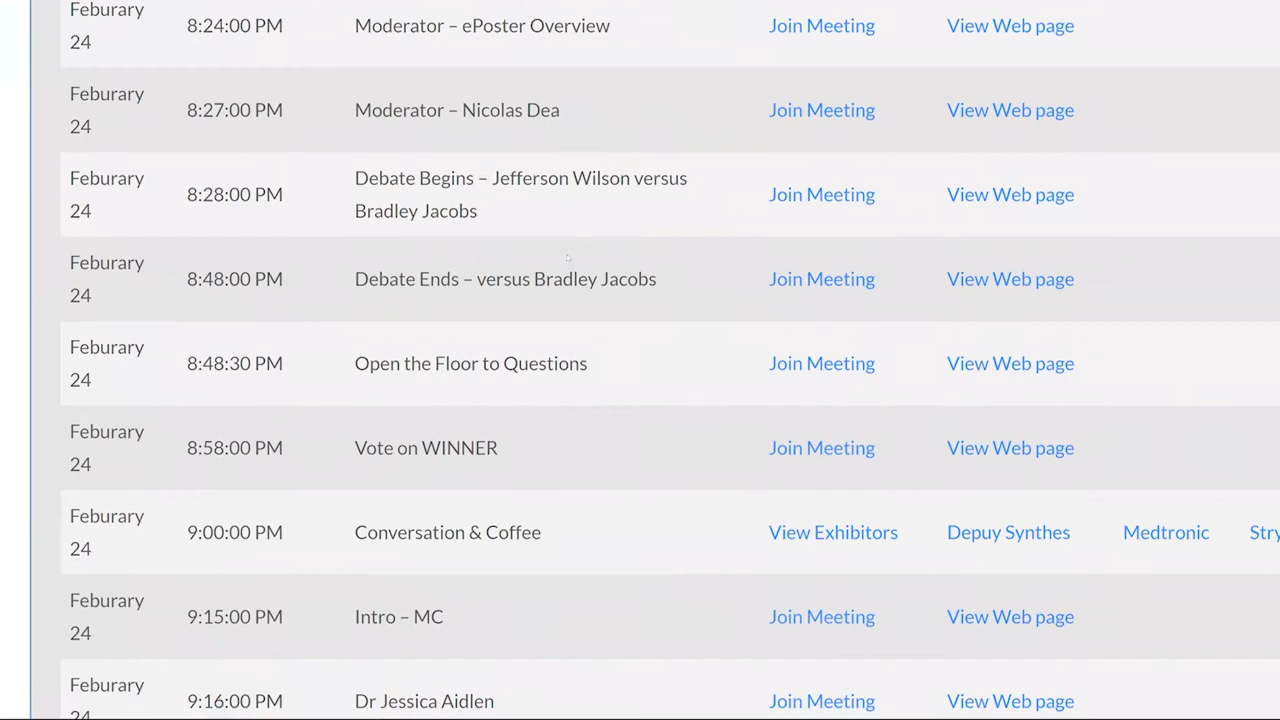 Feburary
24
8:24:00 PM
Moderator – ePoster Overview
Join Meeting
View Web page
Feburary
24
8:27:00 PM
Moderator – Nicolas Dea
Join Meeting
View Web page
Feburary
24
8:28:00 PM
Debate Begins – Jefferson Wilson versus
Bradley Jacobs
Join Meeting
View Web page
Feburary
24
8:48:00 PM
Debate Ends – versus Bradley Jacobs
Join Meeting
View Web page
Feburary
24
8:48:30 PM
Open the Floor to Questions
Join Meeting
View Web page
Feburary
24
8:58:00 PM
Vote on WINNER
Join Meeting
View Web page
Feburary
24
9:00:00 PM
Conversation & Coffee
View Exhibitors
Depuy Synthes
Medtronic
Stry
Feburary
24
9:15:00 PM
Intro – MC
Join Meeting
View Web page
Feburary
24
9:16:00 PM
Dr Jessica Aidlen
Join Meeting
View Web page